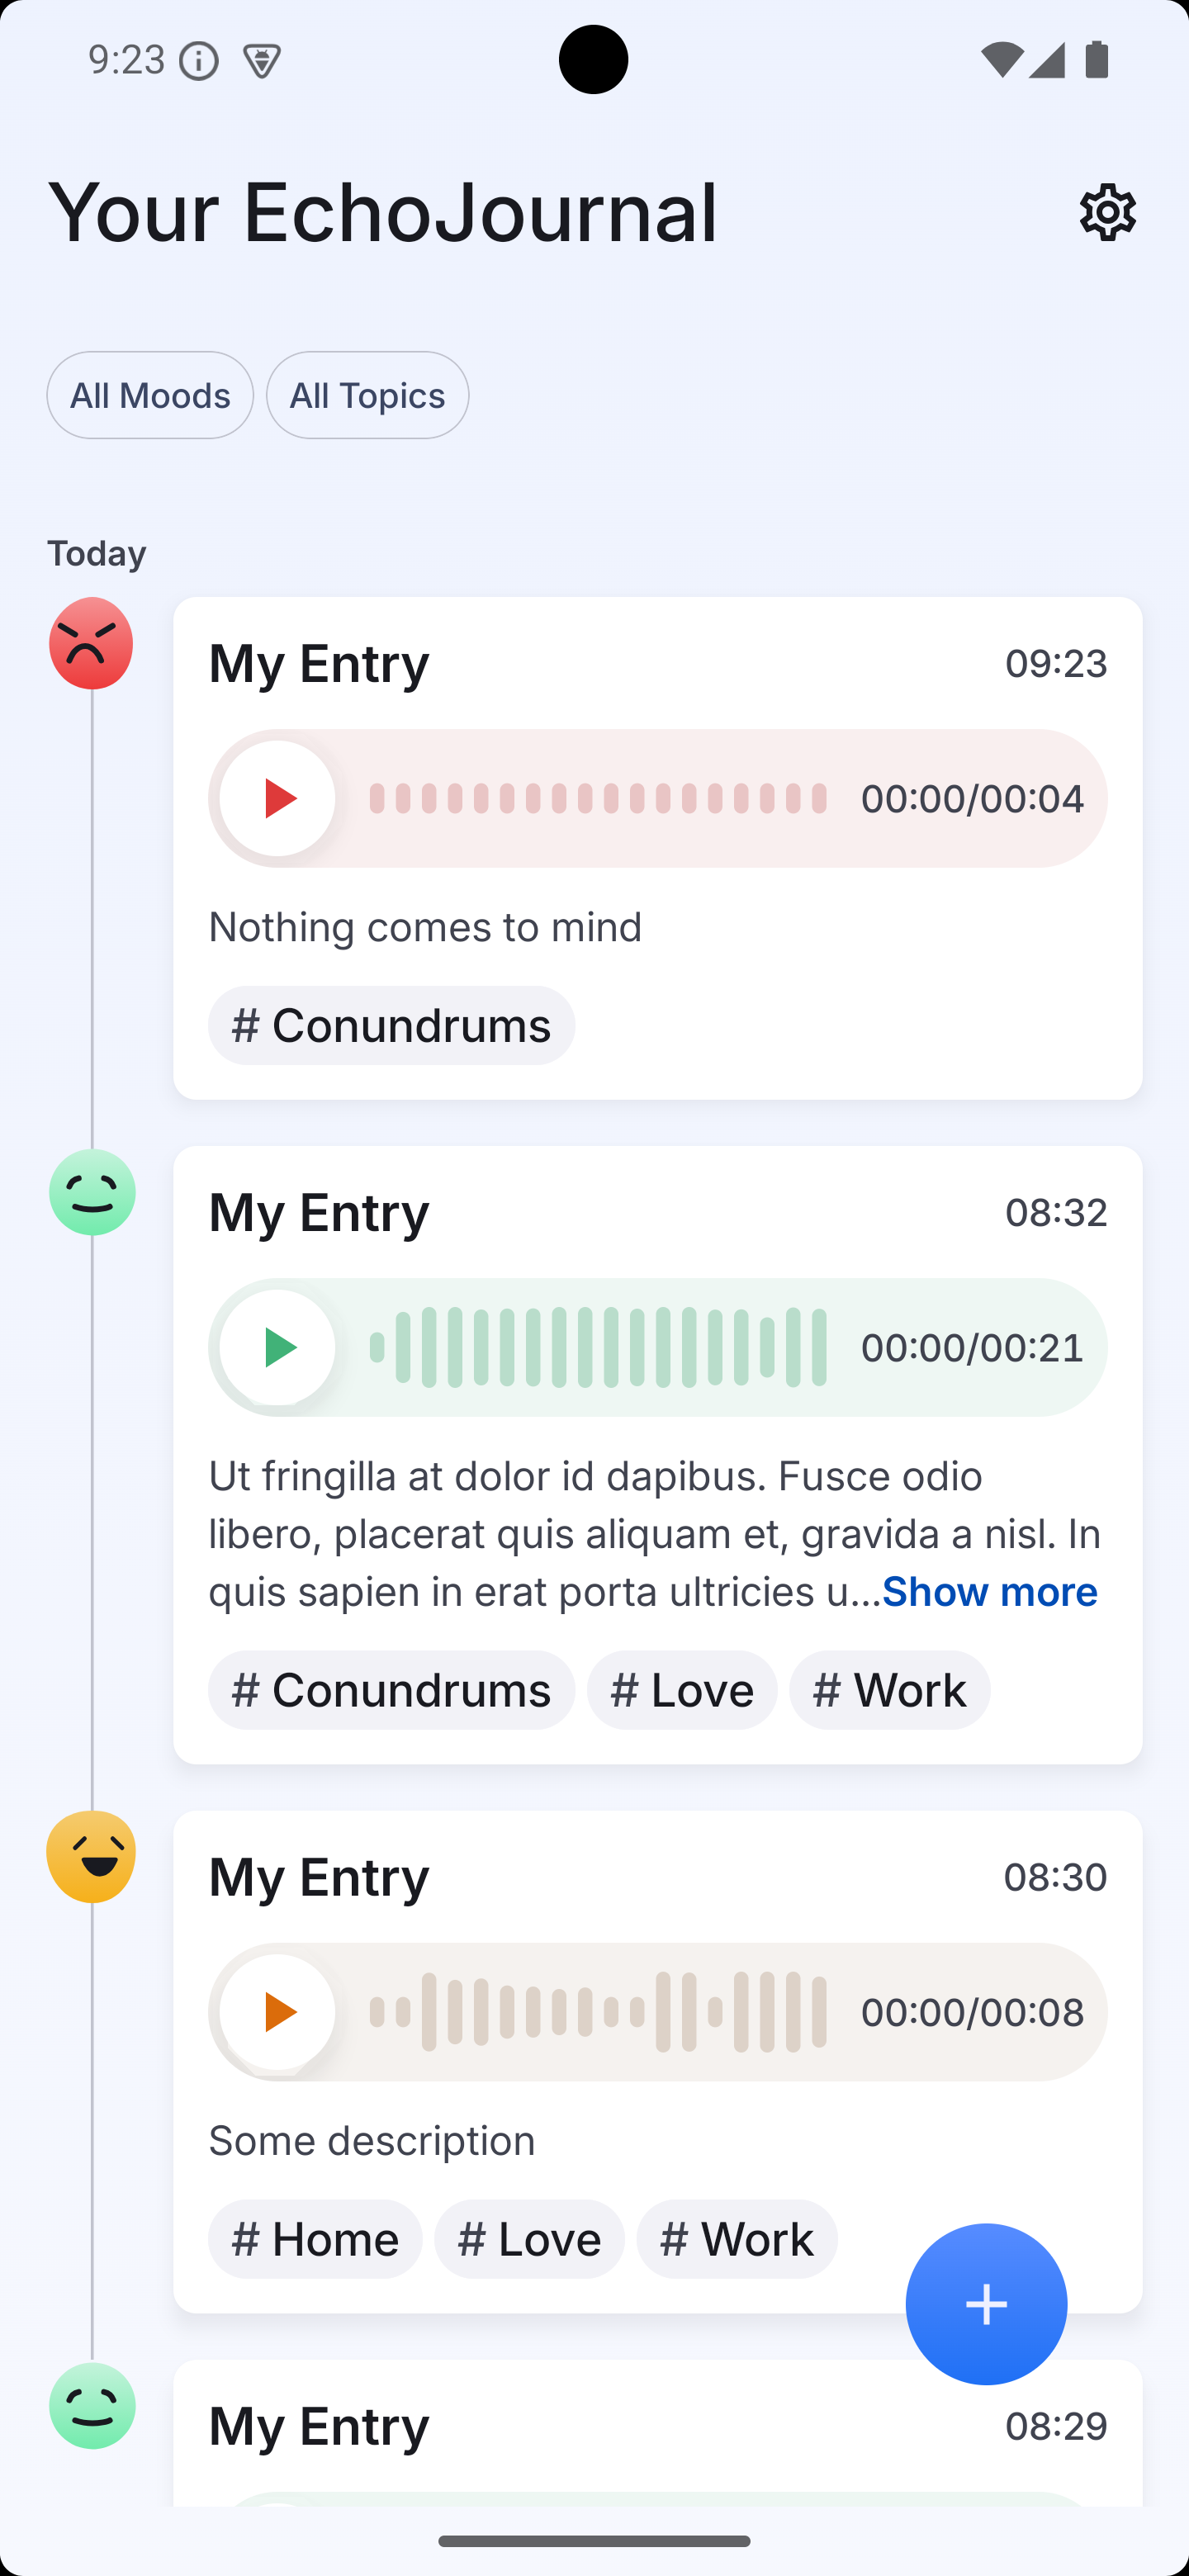 9:23
Your EchoJournal
All Moods All Topics
Today
My Entry 09:23
00:00/00:04
Nothing comes to mind
# Conundrums
My Entry 08:32
00:00/00:21
Ut fringilla at dolor id dapibus. Fusce odio
libero, placerat quis aliquam et, gravida a nisl. In
quis sapien in erat porta ultricies u...Show more
# Conundrums # Love # Work
My Entry 08:30
00:00/00:08
Some description
# Home # Love # Work
My Entry 08:29